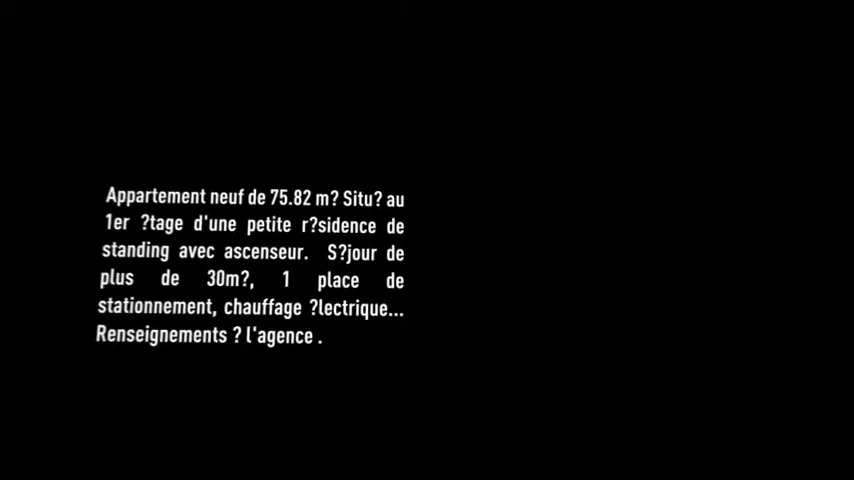 Appartement neuf de 75.82 m? Situ? au
1er ?tage d'une petite r?sidence de
standing avec ascenseur. S?jour de
plus de 30m?, 1 place de
stationnement, chauffage ?lectrique...
Renseignements ? l'agence .